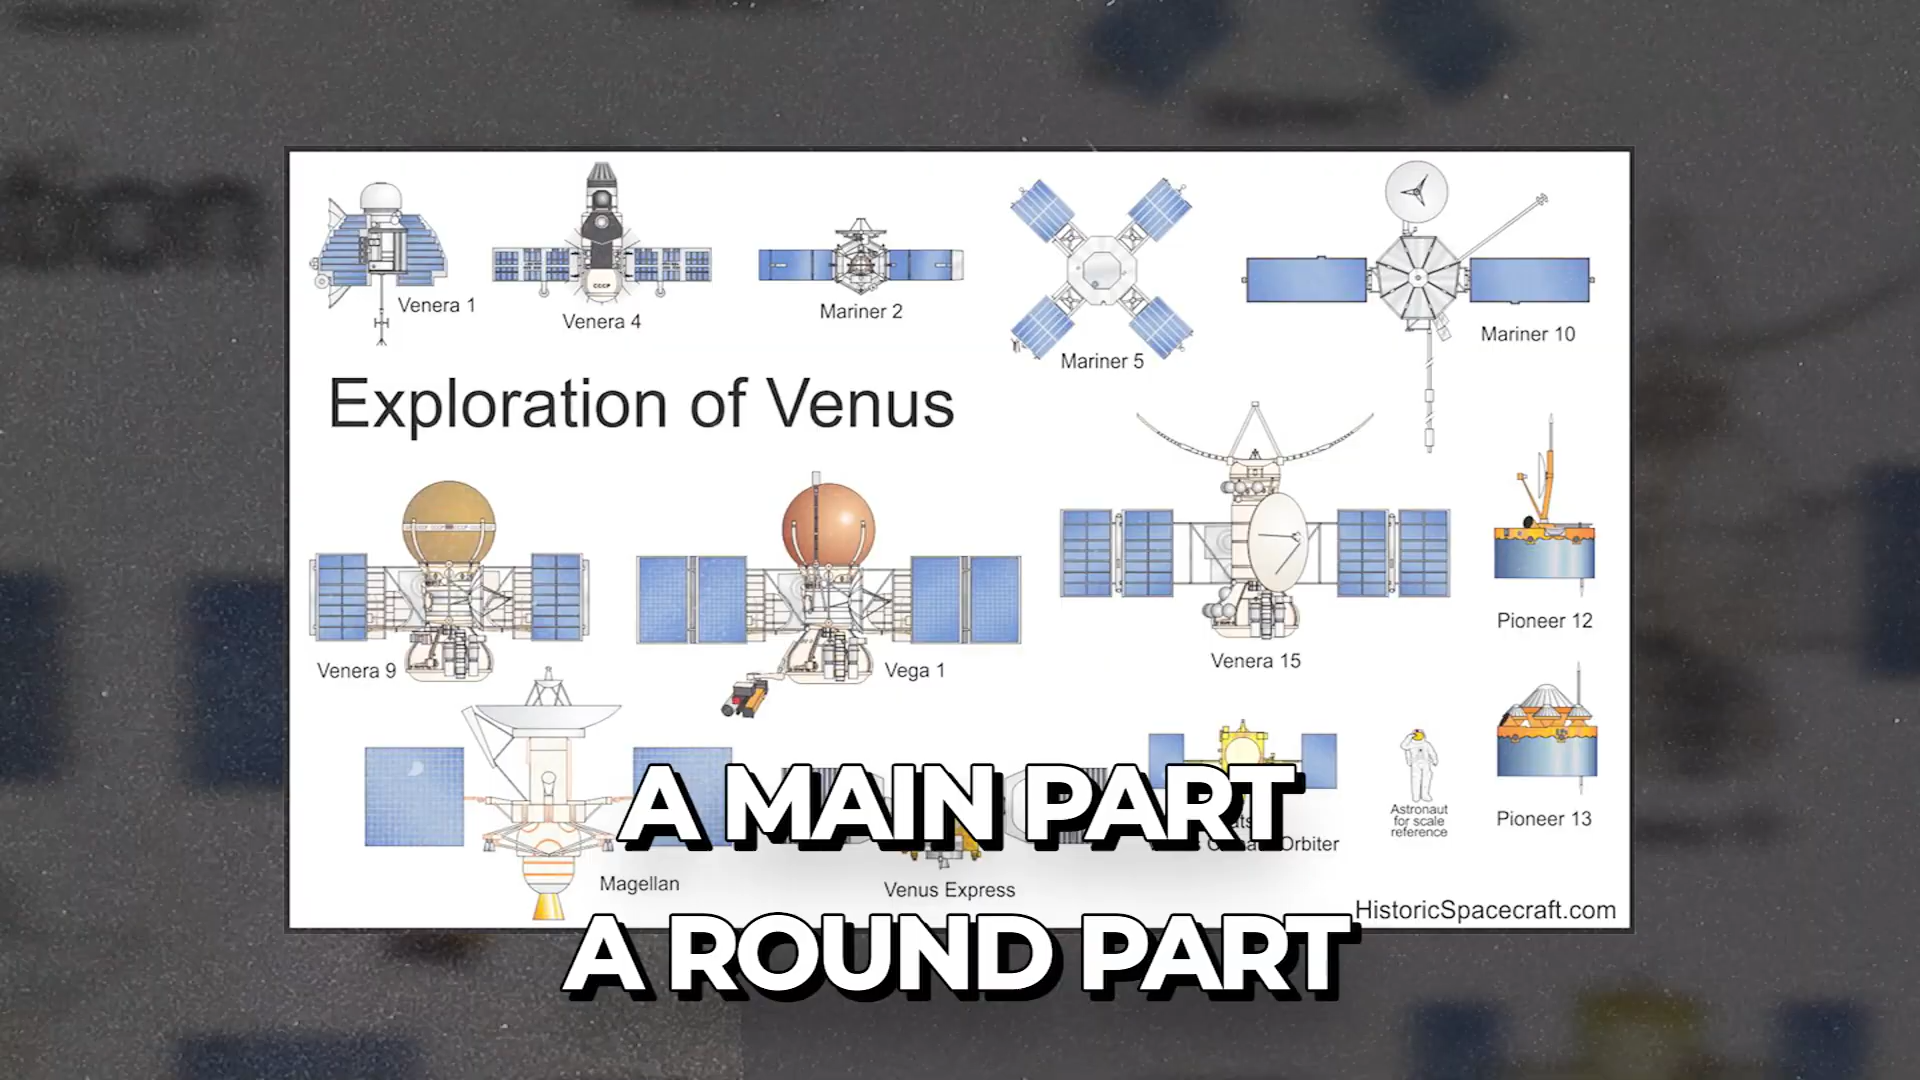 Venera 1
Venera 4
CCCP
Mariner 2
Mariner 5
Mariner 10
Exploration of Venus
Venera 9
Vega 1
Venera 15
Pioneer 12
Magellan
Venus Express
Orbiter
Astronaut
for scale
reference
Pioneer 13
HistoricSpacecraft.com
A MAIN PART
A ROUND PART